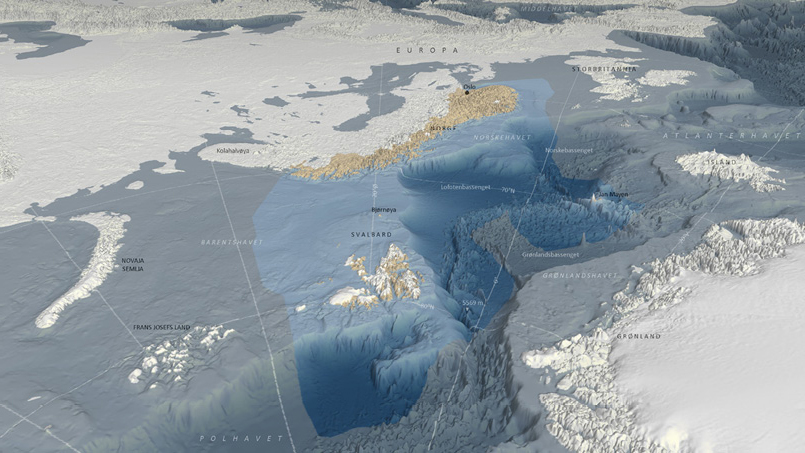 MIDDELHAVET
EUROPA
STORBRITANNIA
Oslo
NORGE
NORSKEHAVET
ATLANTERHAVET
Kolahalvøya
Norskebassenget
ISLAND
Lofotenbassenget
70°N
Jan Mayen
Bjørnøya
SVALBARD
BARENTSHAVET
Grønlandsbassenget
NOVAJA
SEMLJA
GRØNLANDSHAVET
5569 m
FRANS JOSEFS LAND
GRØNLAND
POLHAVET